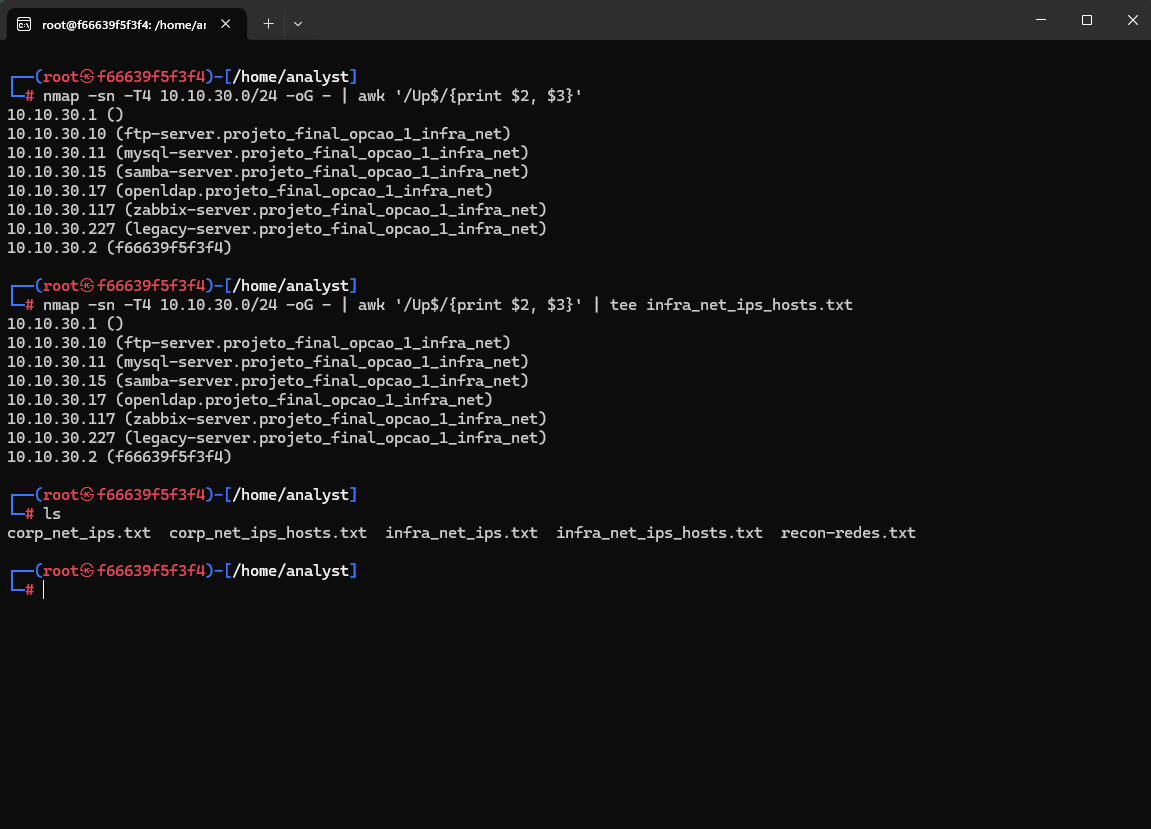 root@f66639f5f3f4: /home/ar
┌──(root㉿f66639f5f3f4)-[/home/analyst]
└─# nmap -sn -T4 10.10.30.0/24 -oG - | awk '/Up$/{print $2, $3}'
10.10.30.1 ()
10.10.30.10 (ftp-server.projeto_final_opcao_1_infra_net)
10.10.30.11 (mysql-server.projeto_final_opcao_1_infra_net)
10.10.30.15 (samba-server.projeto_final_opcao_1_infra_net)
10.10.30.17 (openldap.projeto_final_opcao_1_infra_net)
10.10.30.117 (zabbix-server.projeto_final_opcao_1_infra_net)
10.10.30.227 (legacy-server.projeto_final_opcao_1_infra_net)
10.10.30.2 (f66639f5f3f4)
┌──(root㉿f66639f5f3f4)-[/home/analyst]
└─# nmap -sn -T4 10.10.30.0/24 -oG - | awk '/Up$/{print $2, $3}' | tee infra_net_ips_hosts.txt
10.10.30.1 ()
10.10.30.10 (ftp-server.projeto_final_opcao_1_infra_net)
10.10.30.11 (mysql-server.projeto_final_opcao_1_infra_net)
10.10.30.15 (samba-server.projeto_final_opcao_1_infra_net)
10.10.30.17 (openldap.projeto_final_opcao_1_infra_net)
10.10.30.117 (zabbix-server.projeto_final_opcao_1_infra_net)
10.10.30.227 (legacy-server.projeto_final_opcao_1_infra_net)
10.10.30.2 (f66639f5f3f4)
┌──(root㉿f66639f5f3f4)-[/home/analyst]
└─# ls
corp_net_ips.txt  corp_net_ips_hosts.txt  infra_net_ips.txt  infra_net_ips_hosts.txt  recon-redes.txt
┌──(root㉿f66639f5f3f4)-[/home/analyst]
└─#